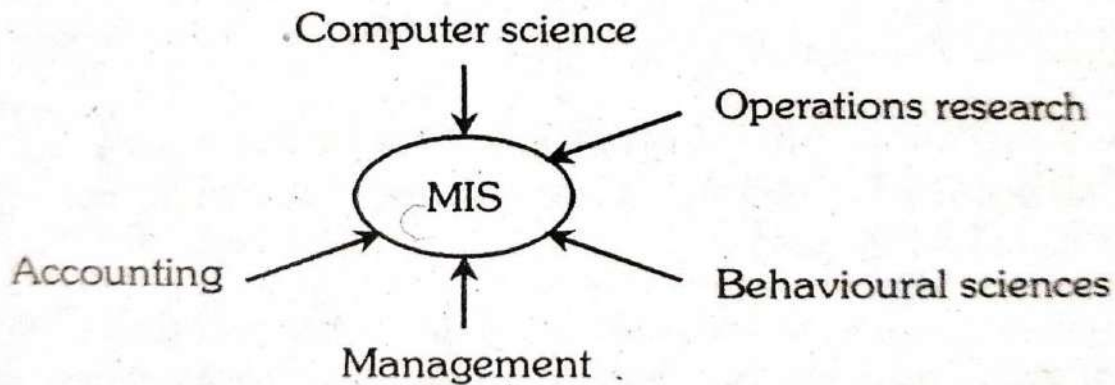 Computer science
Operations research
MIS
Accounting
Behavioural sciences
Management